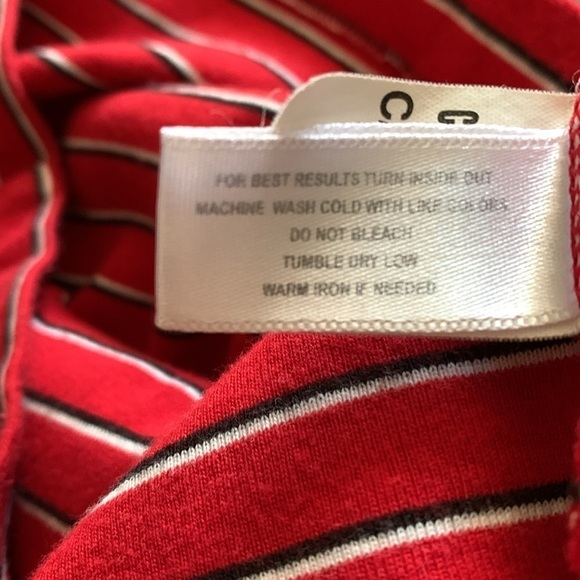 FOR BEST RESULTS TURN INSIDE OUT
MACHINE WASH COLD WITH LIKE COLORS
DO NOT BLEACH
TUMBLE DRY LOW
WARM IRON IF NEEDED